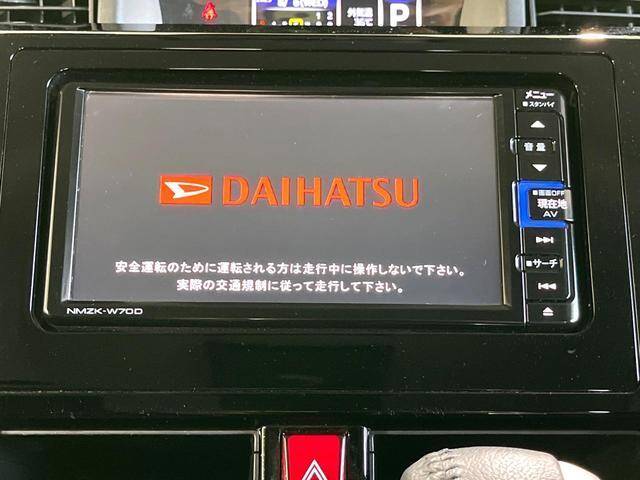 外気温
P
メニュー
■スタンバイ
音量
■画面OFF
現在地
AV
■サーチ
DAIHATSU
安全運転のために運転される方は走行中に操作しないで下さい。
実際の交通規制に従って走行して下さい。
NMZK-W70D